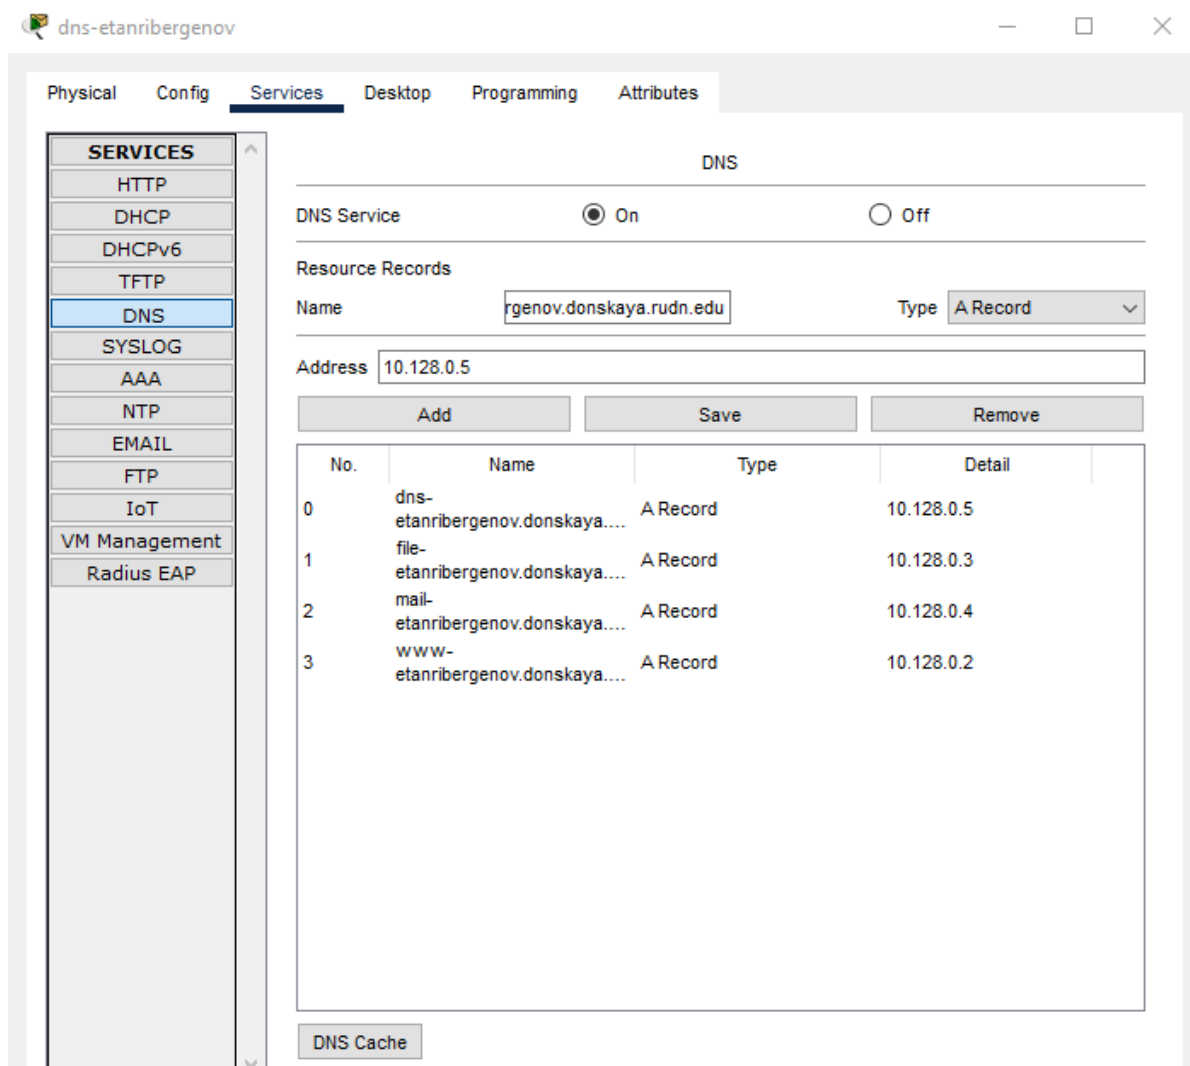 dns-etanribergenov
Physical Config Services Desktop Programming Attributes
SERVICES
HTTP
DHCP
DHCPv6
TFTP
DNS
SYSLOG
AAA
NTP
EMAIL
FTP
IoT
VM Management
Radius EAP
DNS
DNS Service On Off
Resource Records
Name rgenov.donskaya.rudn.edu Type A Record
Address 10.128.0.5
Add Save Remove
No. Name Type Detail
0 dns-
etanribergenov.donskaya.... A Record 10.128.0.5
1 file-
etanribergenov.donskaya.... A Record 10.128.0.3
2 mail-
etanribergenov.donskaya.... A Record 10.128.0.4
3 www-
etanribergenov.donskaya.... A Record 10.128.0.2
DNS Cache